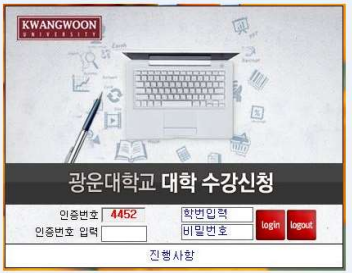 KWANGWOON
UNIVERSITY
광운대학교 대학 수강신청
인증번호 4452 학번입력
인증번호 입력 비밀번호
login logout
진행사항